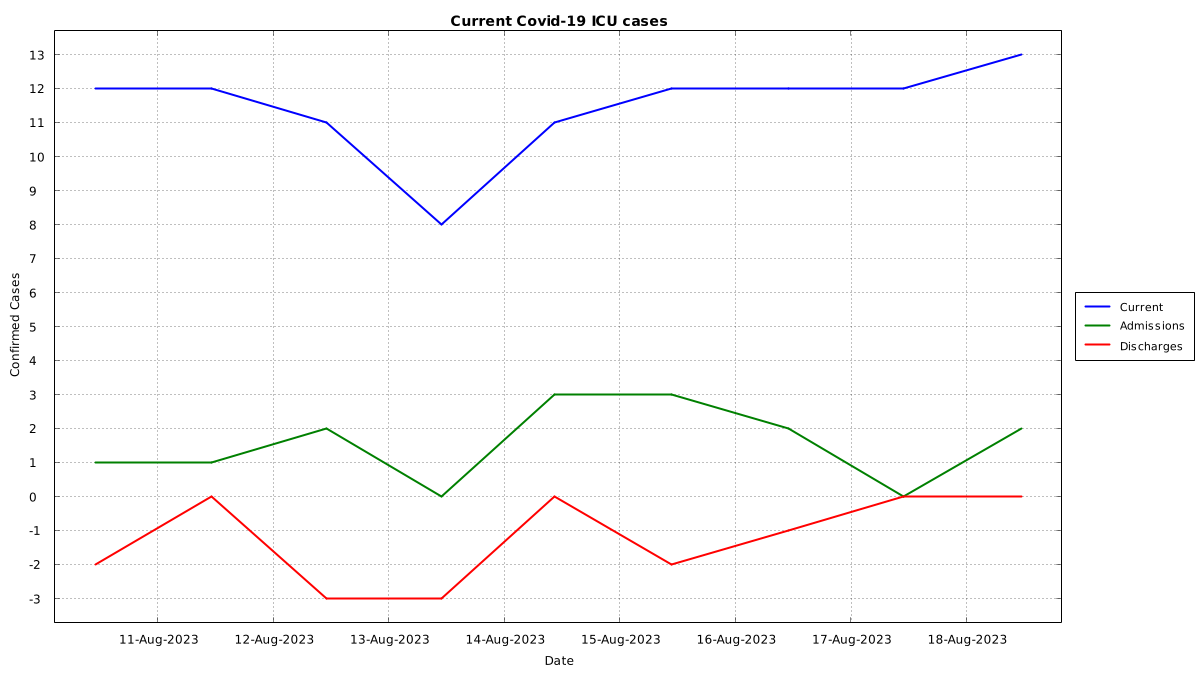 Current Covid-19 ICU cases
13
12
11
10
9
8
7
6
5
4
3
2
1
0
-1
-2
-3
Confirmed Cases
11-Aug-2023
12-Aug-2023
13-Aug-2023
14-Aug-2023
15-Aug-2023
16-Aug-2023
17-Aug-2023
18-Aug-2023
Date
Current
Admissions
Discharges